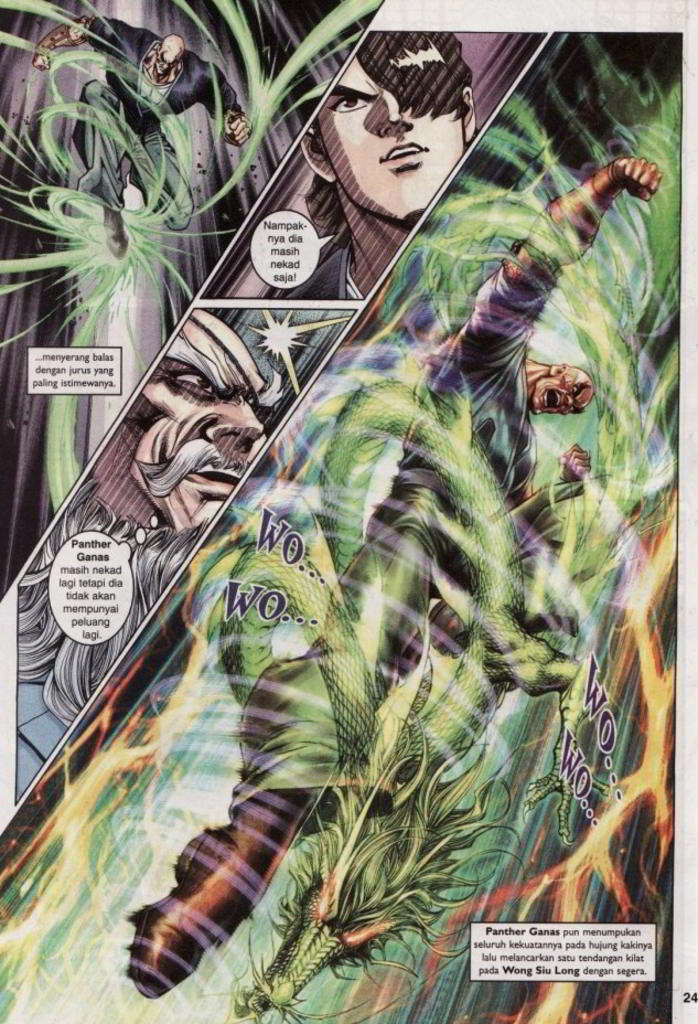 Nampak-
nya dia
masih
nekad
saja!
...menyerang balas
dengan jurus yang
paling istimewanya.
Panther
Ganas
masih nekad
lagi tetapi dia
tidak akan
mempunyai
peluang
lagi.
WO...
WO...
WO...
WO...
Panther Ganas pun menumpukan
seluruh kekuatannya pada hujung kakinya
lalu melancarkan satu tendangan kilat
pada Wong Siu Long dengan segera.
24